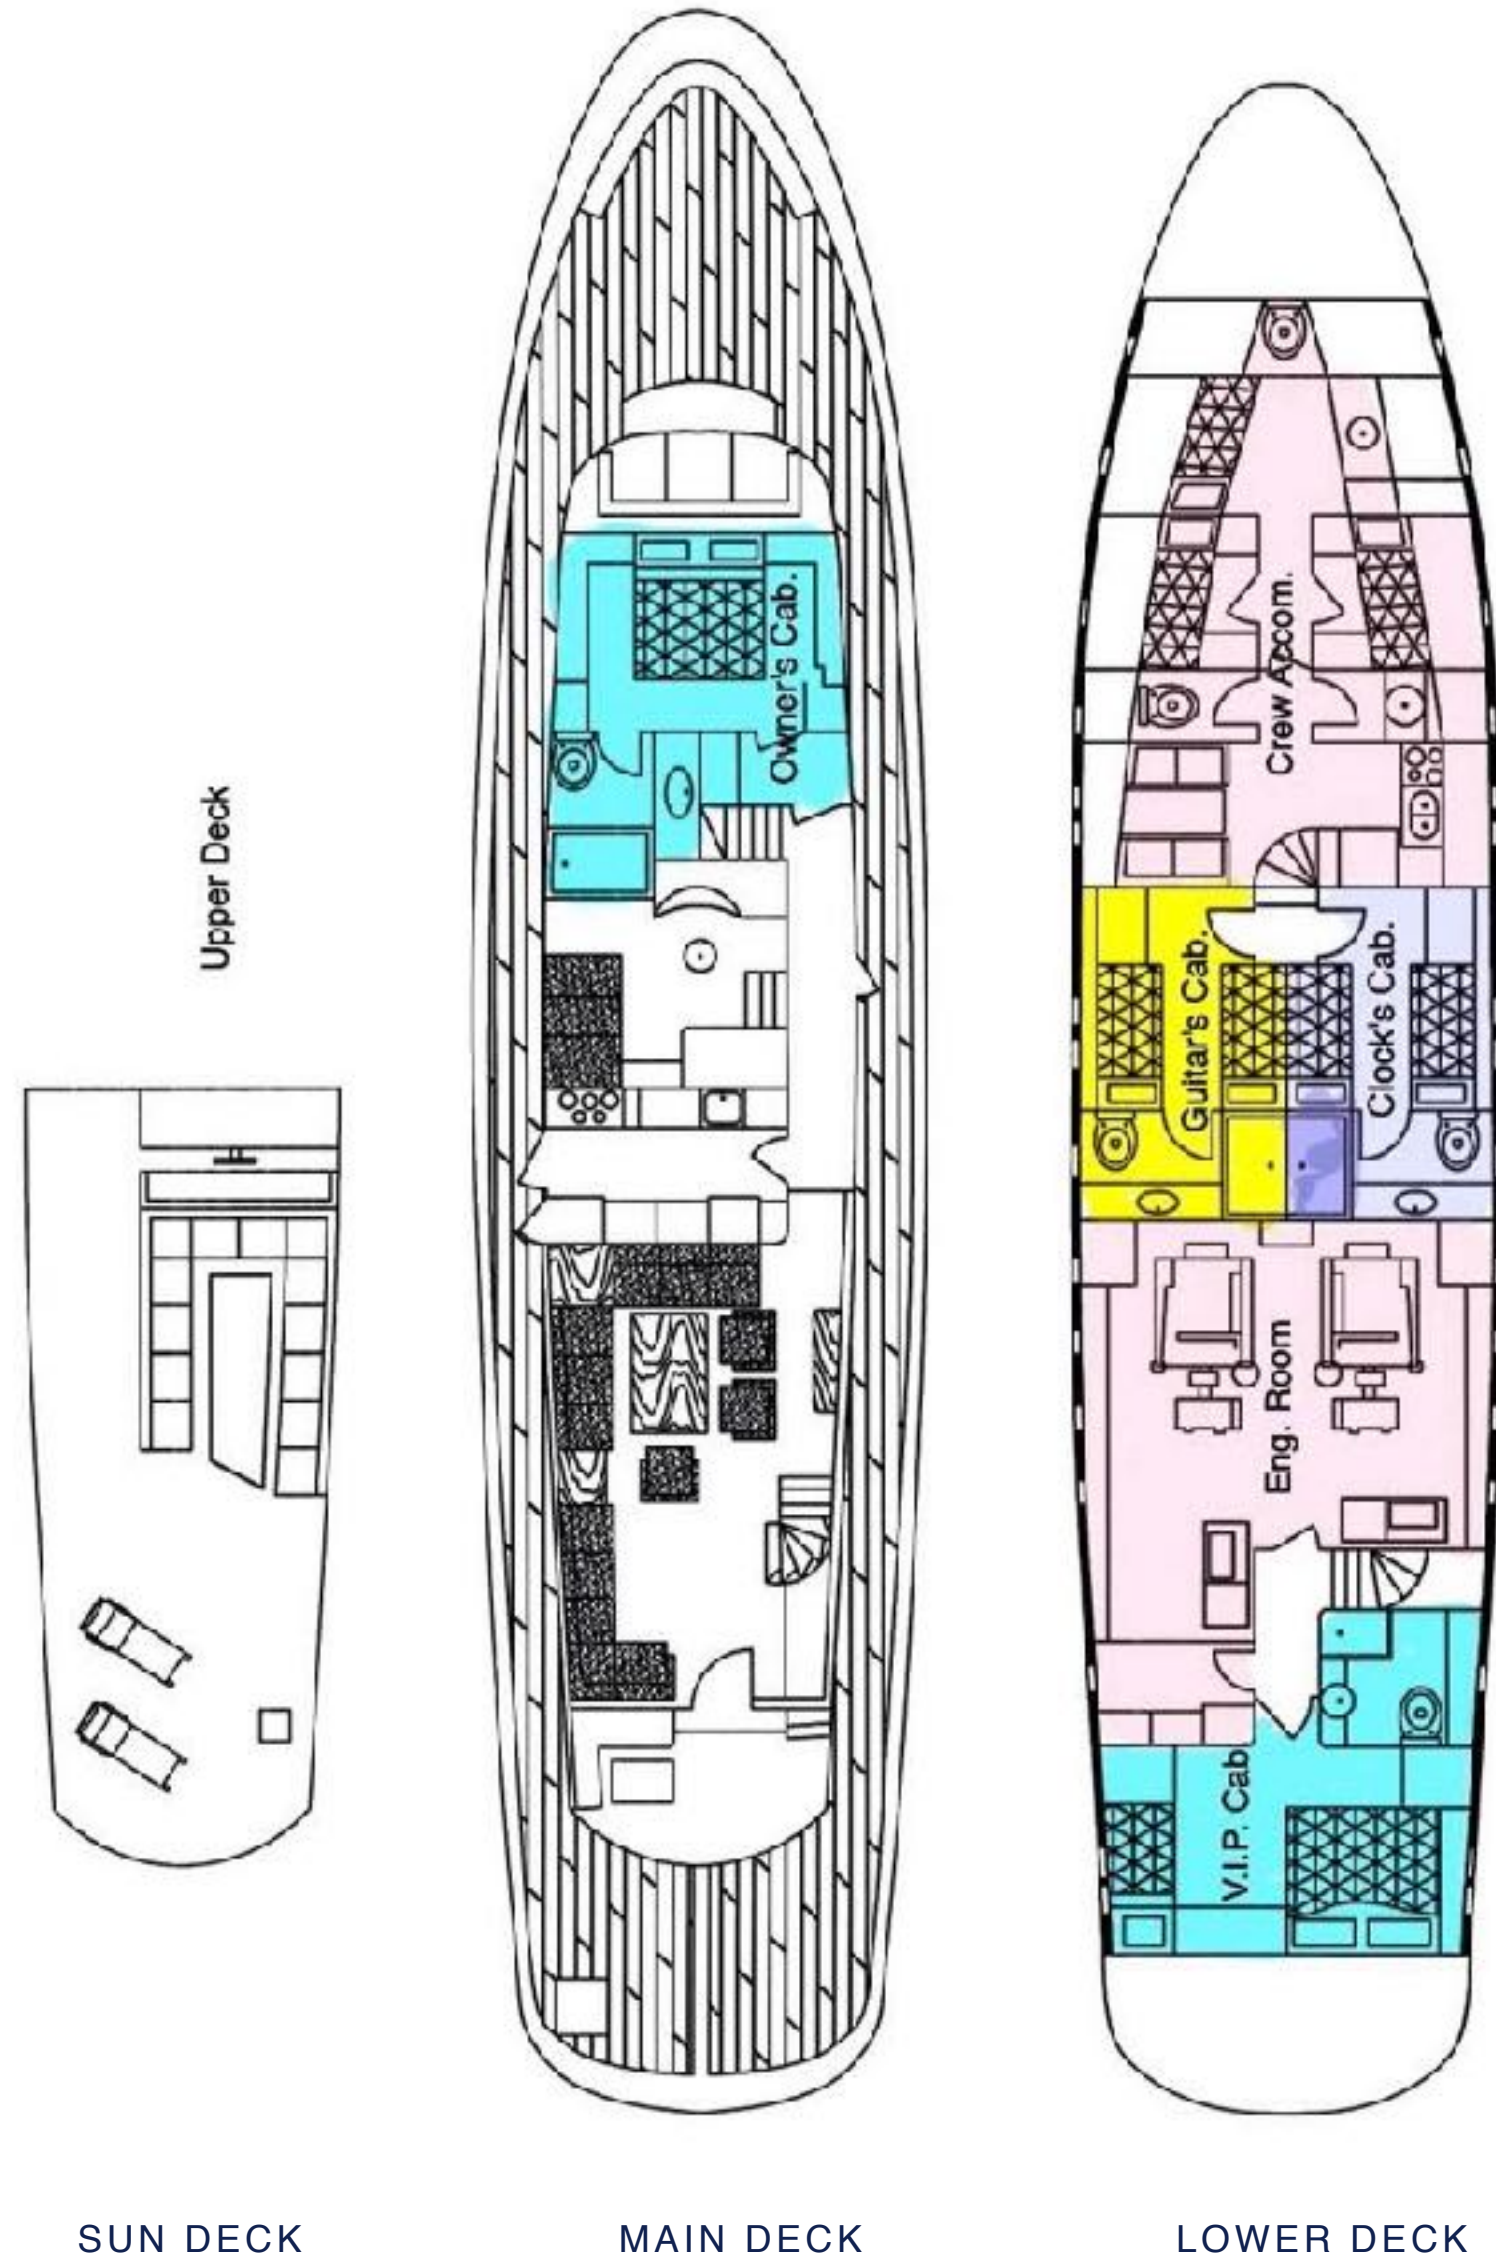 Upper Deck
Owner's Cab.
Crew Accom.
Guitar's Cab.
Clock's Cab.
Eng. Room
V.I.P. Cab
SUN DECK
MAIN DECK
LOWER DECK